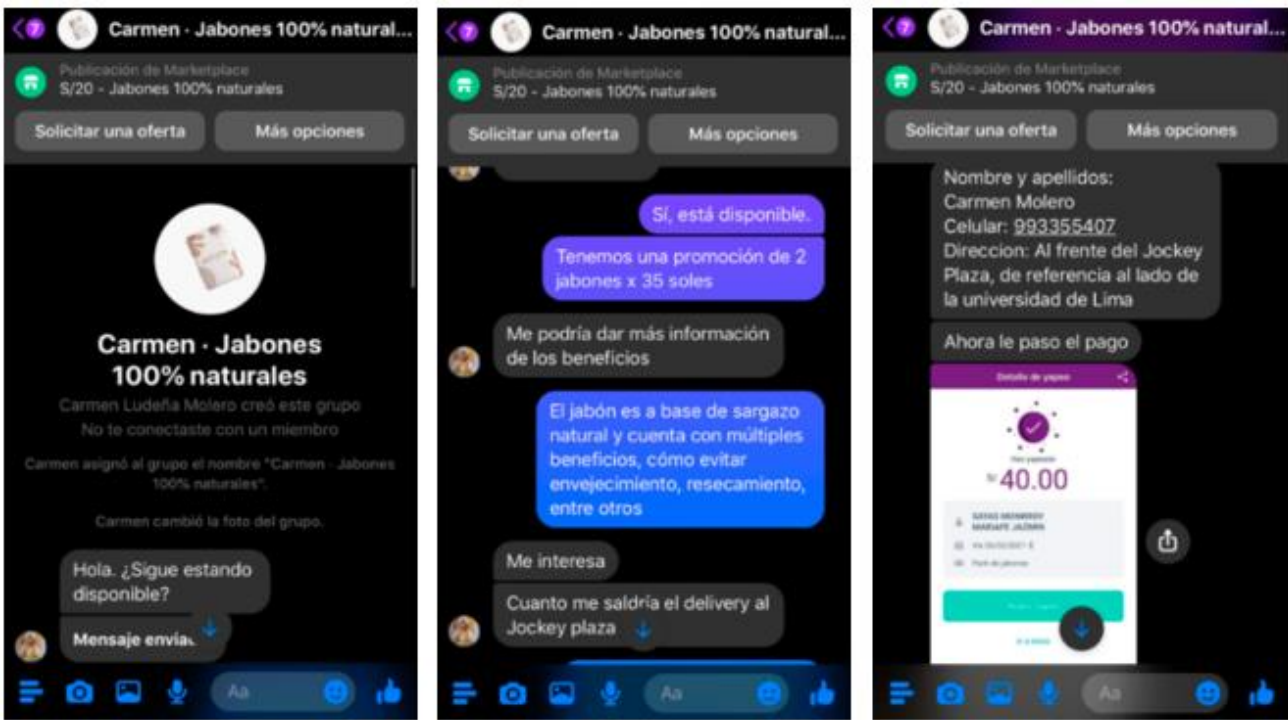 7
Carmen · Jabones 100% natural...
Publicación de Marketplace
S/20 - Jabones 100% naturales
Solicitar una oferta
Más opciones
Carmen · Jabones
100% naturales
Carmen Ludeña Molero creó este grupo
No te conectaste con un miembro
Carmen asignó al grupo el nombre "Carmen - Jabones
100% naturales".
Carmen cambió la foto del grupo.
Hola. ¿Sigue estando
disponible?
Mensaje envia
Aa
7
Carmen · Jabones 100% natural...
Publicación de Marketplace
S/20 - Jabones 100% naturales
Solicitar una oferta
Más opciones
Sí, está disponible.
Tenemos una promoción de 2
jabones x 35 soles
Me podría dar más información
de los beneficios
El jabón es a base de sargazo
natural y cuenta con múltiples
beneficios, cómo evitar
envejecimiento, resecamiento,
entre otros
Me interesa
Cuanto me saldría el delivery al
Jockey plaza
Aa
7
Carmen · Jabones 100% natural...
Publicación de Marketplace
S/20 - Jabones 100% naturales
Solicitar una oferta
Más opciones
Nombre y apellidos:
Carmen Molero
Celular: 993355407
Direccion: Al frente del Jockey
Plaza, de referencia al lado de
la universidad de Lima
Ahora le paso el pago
Detalle de yapeo
S/ 40.00
Aa